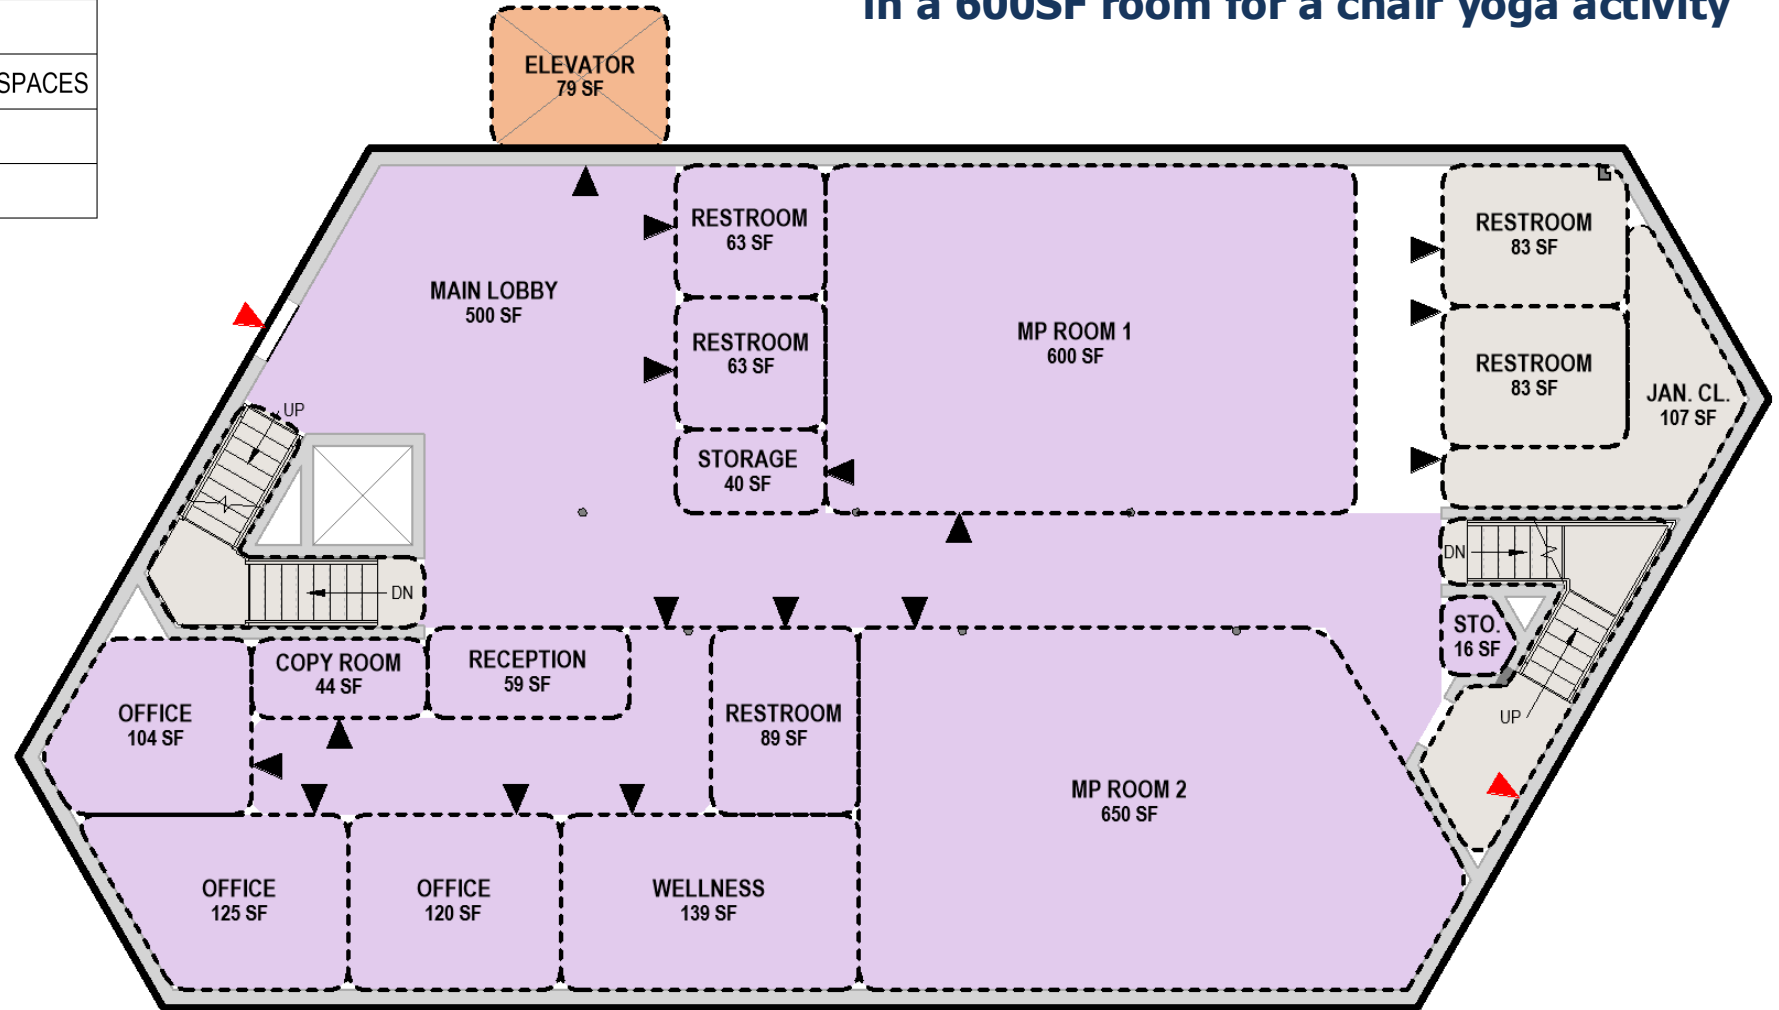 in a 600SF room for a chair yoga activity
SPACES
ELEVATOR
79 SF
RESTROOM
63 SF
RESTROOM
83 SF
MAIN LOBBY
500 SF
MP ROOM 1
600 SF
RESTROOM
63 SF
RESTROOM
83 SF
JAN. CL.
107 SF
UP
STORAGE
40 SF
DN
DN
STO.
16 SF
COPY ROOM
44 SF
RECEPTION
59 SF
OFFICE
104 SF
RESTROOM
89 SF
UP
MP ROOM 2
650 SF
OFFICE
125 SF
OFFICE
120 SF
WELLNESS
139 SF